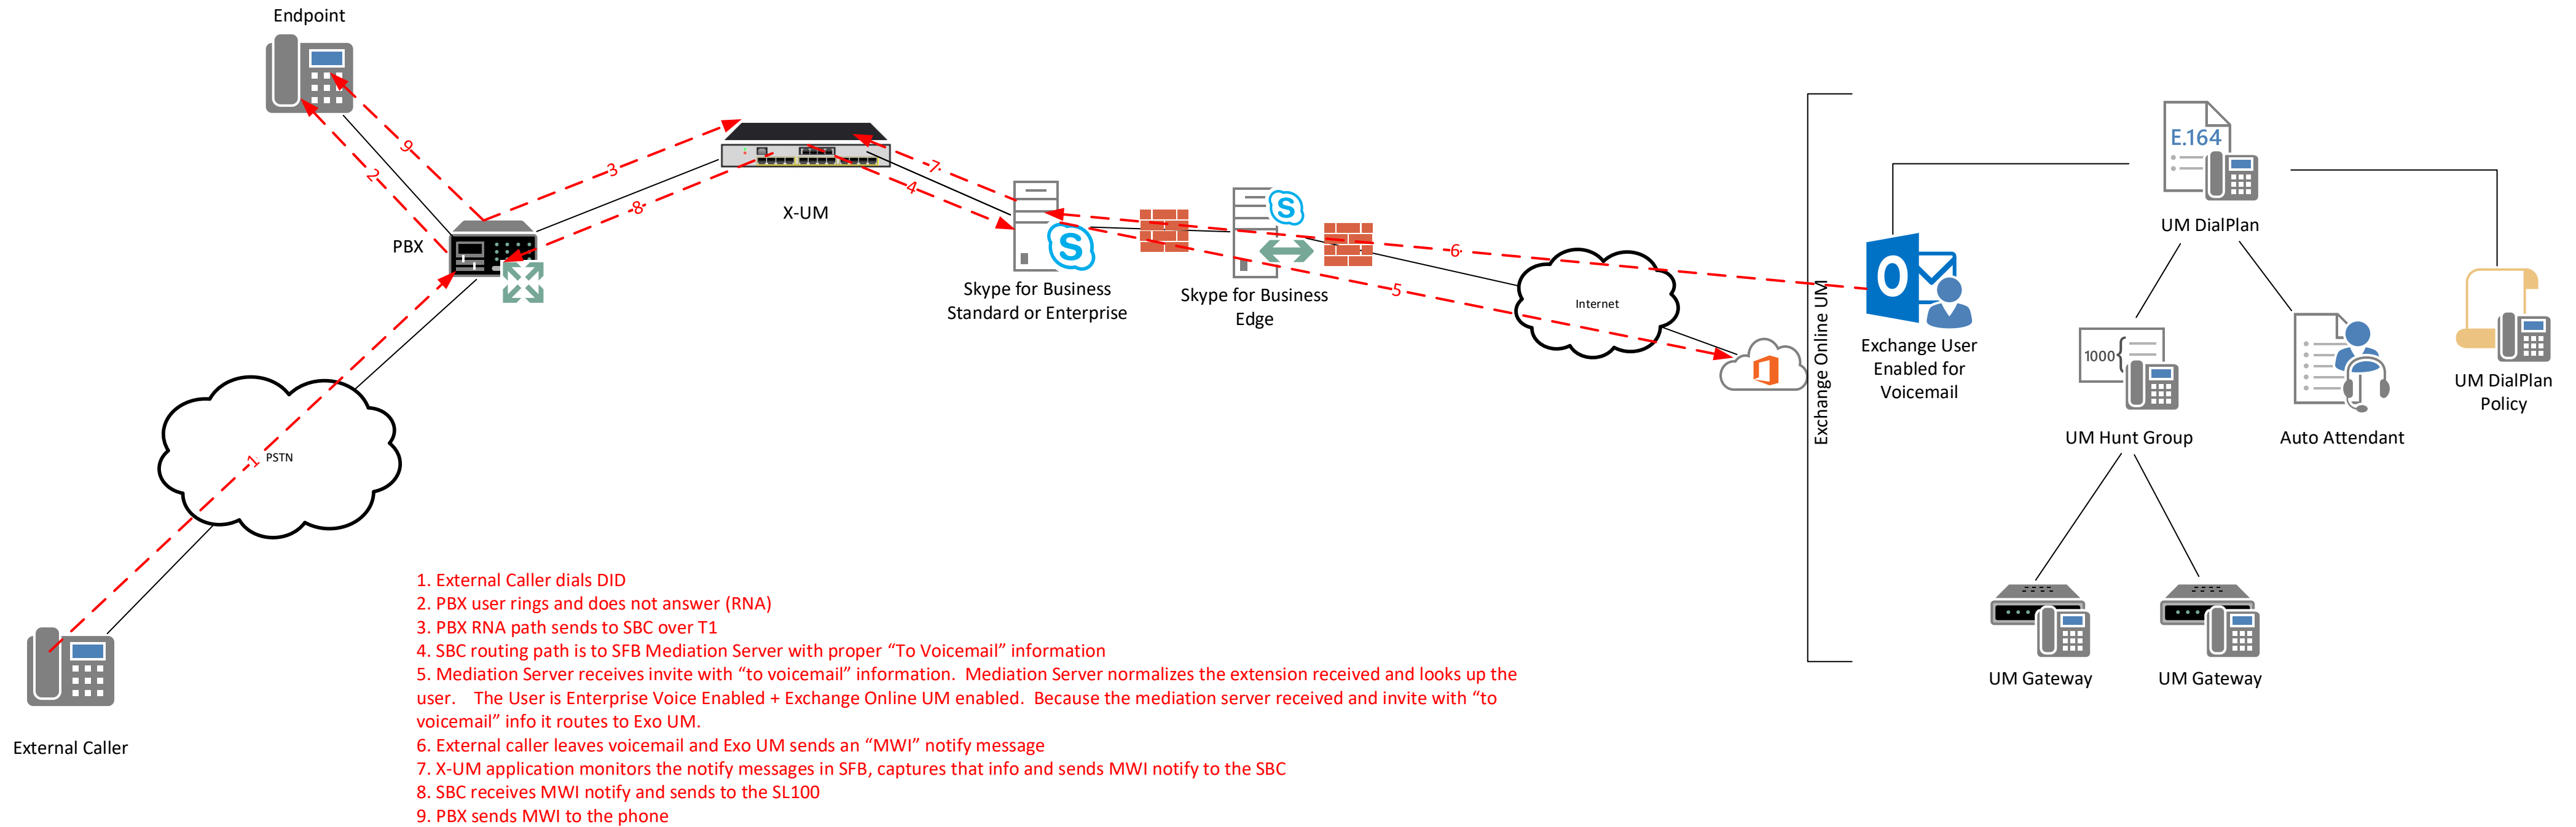 Endpoint
9
2
3
8
X-UM
7
4
PBX
S
Skype for Business
Standard or Enterprise
S
Skype for Business
Edge
6
5
Internet
Exchange Online UM
E.164
UM DialPlan
O
Exchange User
Enabled for
Voicemail
1000
UM Hunt Group
Auto Attendant
UM DialPlan
Policy
UM Gateway
UM Gateway
1
PSTN
External Caller
1. External Caller dials DID
2. PBX user rings and does not answer (RNA)
3. PBX RNA path sends to SBC over T1
4. SBC routing path is to SFB Mediation Server with proper “To Voicemail” information
5. Mediation Server receives invite with “to voicemail” information.  Mediation Server normalizes the extension received and looks up the
user.    The User is Enterprise Voice Enabled + Exchange Online UM enabled.  Because the mediation server received and invite with “to
voicemail” info it routes to Exo UM.
6. External caller leaves voicemail and Exo UM sends an “MWI” notify message
7. X-UM application monitors the notify messages in SFB, captures that info and sends MWI notify to the SBC
8. SBC receives MWI notify and sends to the SL100
9. PBX sends MWI to the phone